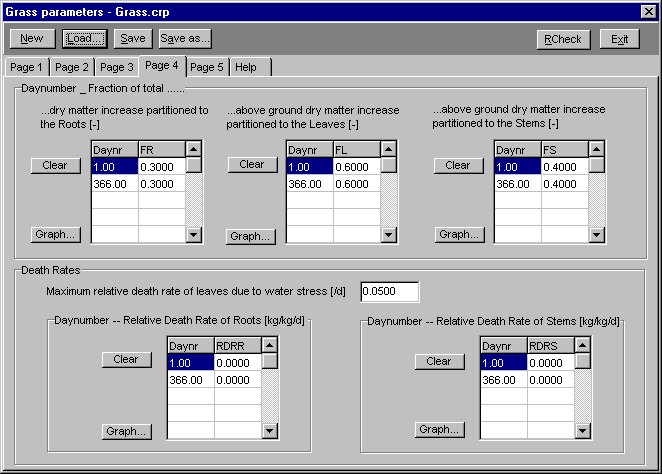 Grass parameters - Grass.crp
New Load... Save Save as... RCheck Exit
Page 1 Page 2 Page 3 Page 4 Page 5 Help
Daynumber _ Fraction of total ......
...dry matter increase partitioned to
the Roots [-]
Daynr FR
1.00 0.3000
366.00 0.3000
Clear
Graph...
...above ground dry matter increase
partitioned to the Leaves [-]
Daynr FL
1.00 0.6000
366.00 0.6000
Clear
Graph...
...above ground dry matter increase
partitioned to the Stems [-]
Daynr FS
1.00 0.4000
366.00 0.4000
Clear
Graph...
Death Rates
Maximum relative death rate of leaves due to water stress [/d] 0.0500
Daynumber -- Relative Death Rate of Roots [kg/kg/d]
Daynr RDRR
1.00 0.0000
366.00 0.0000
Clear
Graph...
Daynumber -- Relative Death Rate of Stems [kg/kg/d]
Daynr RDRS
1.00 0.0000
366.00 0.0000
Clear
Graph...